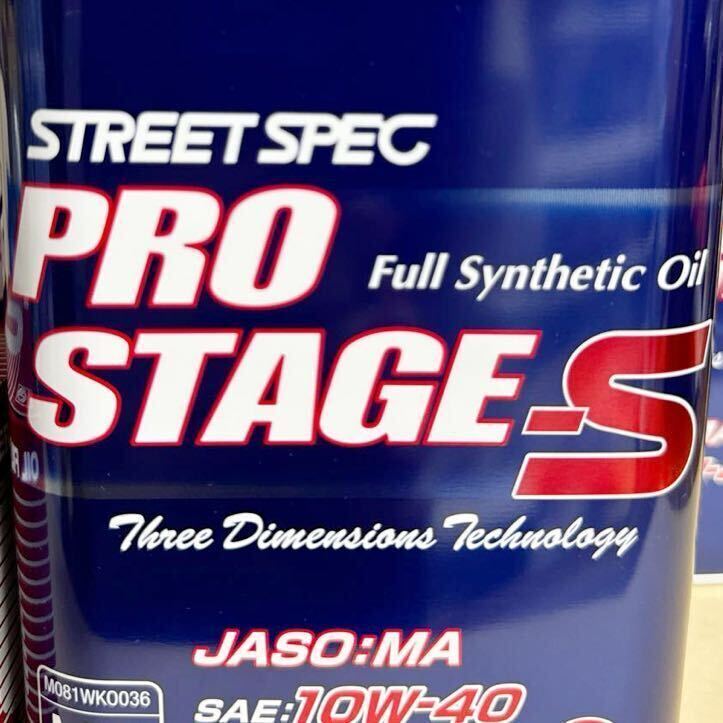 STREET SPEC
PRO
Full Synthetic Oil
STAGE-S
Three Dimensions Technology
JASO:MA
M081WK0036
SAE:10W-40